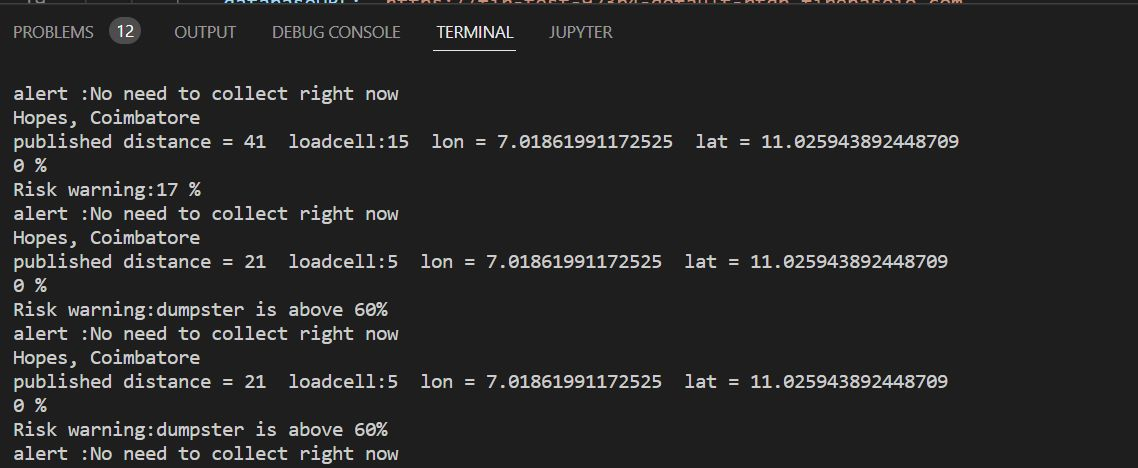 PROBLEMS 12 OUTPUT DEBUG CONSOLE TERMINAL JUPYTER
alert :No need to collect right now
Hopes, Coimbatore
published distance = 41  loadcell:15  lon = 7.01861991172525  lat = 11.025943892448709
0 %
Risk warning:17 %
alert :No need to collect right now
Hopes, Coimbatore
published distance = 21  loadcell:5  lon = 7.01861991172525  lat = 11.025943892448709
0 %
Risk warning:dumpster is above 60%
alert :No need to collect right now
Hopes, Coimbatore
published distance = 21  loadcell:5  lon = 7.01861991172525  lat = 11.025943892448709
0 %
Risk warning:dumpster is above 60%
alert :No need to collect right now